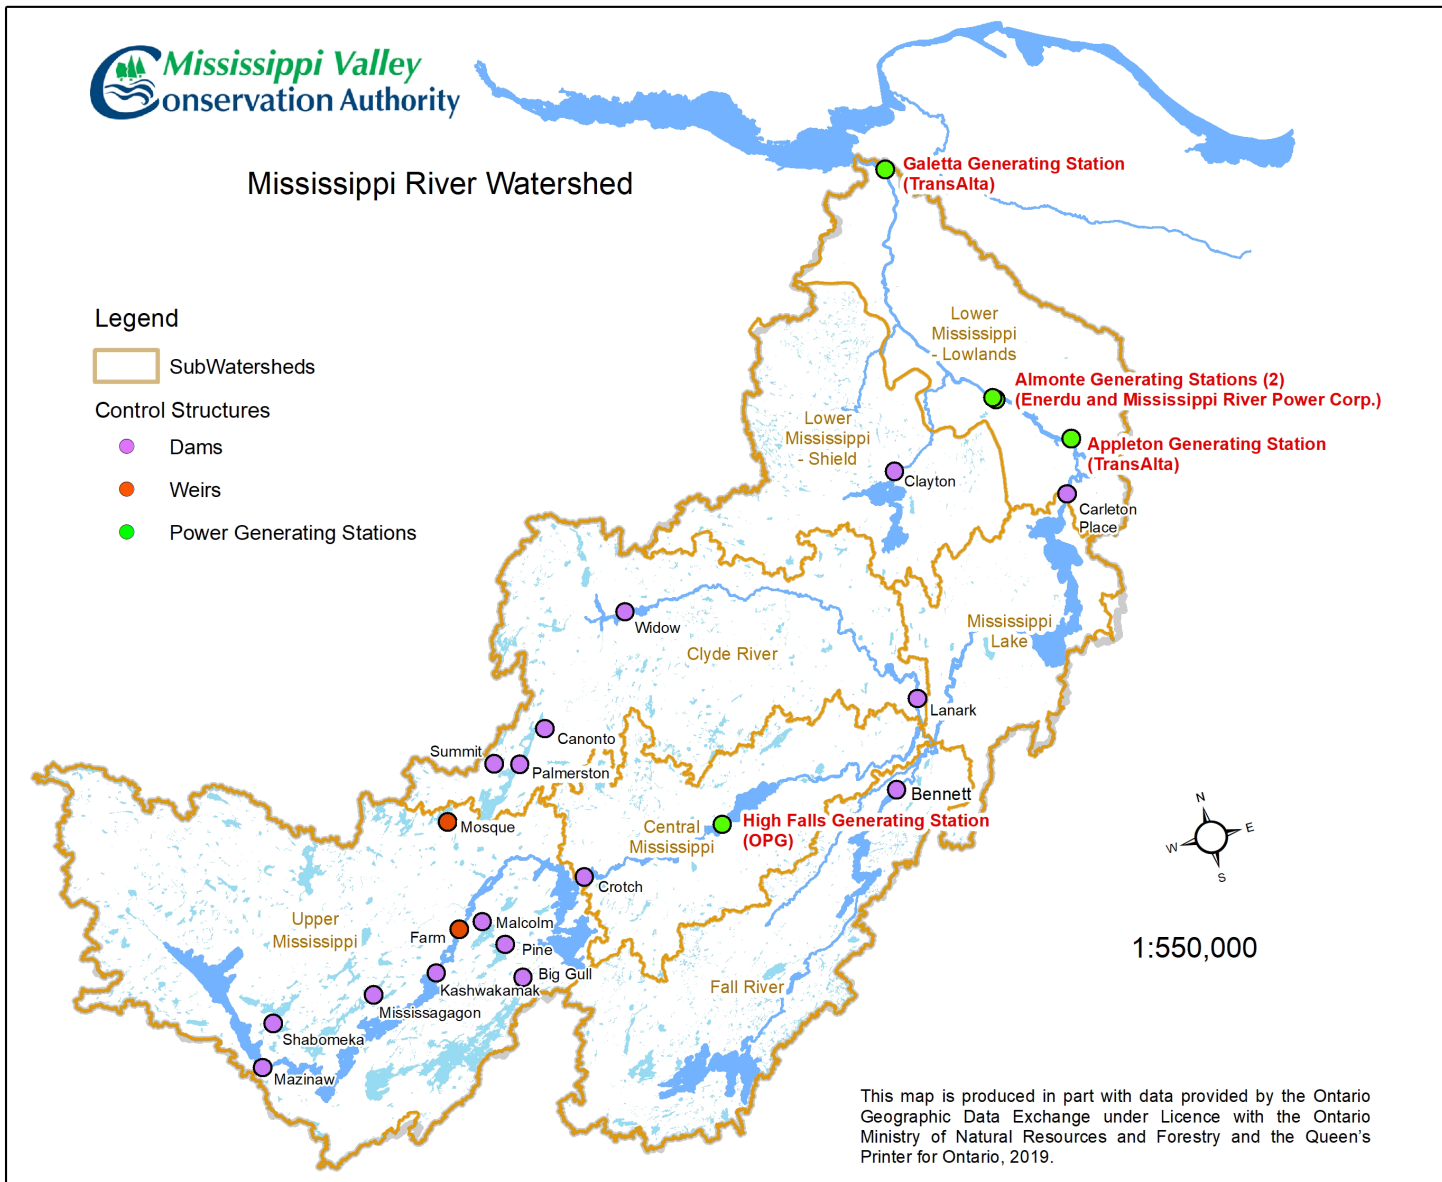 Mississippi Valley
Conservation Authority
Mississippi River Watershed
Legend
SubWatersheds
Control Structures
Dams
Weirs
Power Generating Stations
Galetta Generating Station
(TransAlta)
Lower
Mississippi
- Lowlands
Almonte Generating Stations (2)
(Enerdu and Mississippi River Power Corp.)
Lower
Mississippi
- Shield
Appleton Generating Station
(TransAlta)
Clayton
Carleton
Place
Widow
Clyde River
Mississippi
Lake
Lanark
Canonto
Summit
Palmerston
Bennett
Mosque
Central
Mississippi
High Falls Generating Station
(OPG)
Crotch
Upper
Mississippi
Farm
Malcolm
Pine
Big Gull
Kashwakamak
Mississagagon
Fall River
Shabomeka
Mazinaw
N
E
W
S
1:550,000
This map is produced in part with data provided by the Ontario
Geographic Data Exchange under Licence with the Ontario
Ministry of Natural Resources and Forestry and the Queen's
Printer for Ontario, 2019.